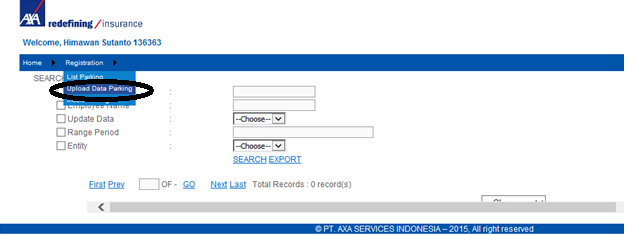 AXA
redefining / insurance
Welcome, Himawan Sutanto 136363
Home Registration
SEARC
List Parking
Upload Data Parking
:
Employee Name :
Update Data : --Choose--
Range Period :
Entity : --Choose--
SEARCH EXPORT
First Prev OF - GO Next Last Total Records : 0 record(s)
© PT. AXA SERVICES INDONESIA – 2015, All right reserved